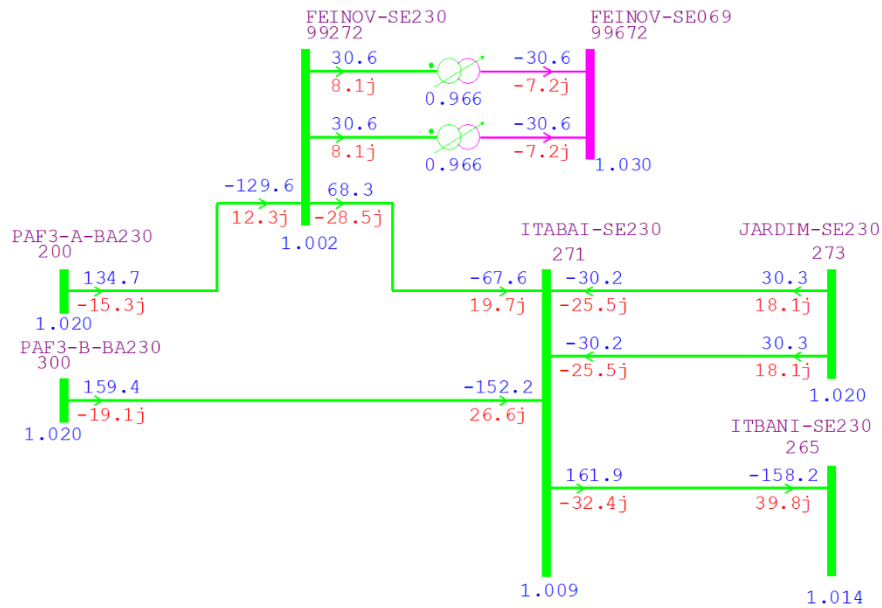 FEINOV-SE230 FEINOV-SE069
99272 99672
30.6 -30.6
8.1j -7.2j
0.966
30.6 -30.6
8.1j -7.2j
0.966
1.030
-129.6 68.3
12.3j -28.5j
1.002
PAF3-A-BA230 ITABAI-SE230 JARDIM-SE230
200 271 273
134.7 -67.6 -30.2 30.3
-15.3j 19.7j -25.5j 18.1j
1.020
PAF3-B-BA230 -30.2 30.3
300 -25.5j 18.1j
159.4 -152.2 1.020
-19.1j 26.6j
1.020 ITBANI-SE230
265
161.9 -158.2
-32.4j 39.8j
1.009 1.014